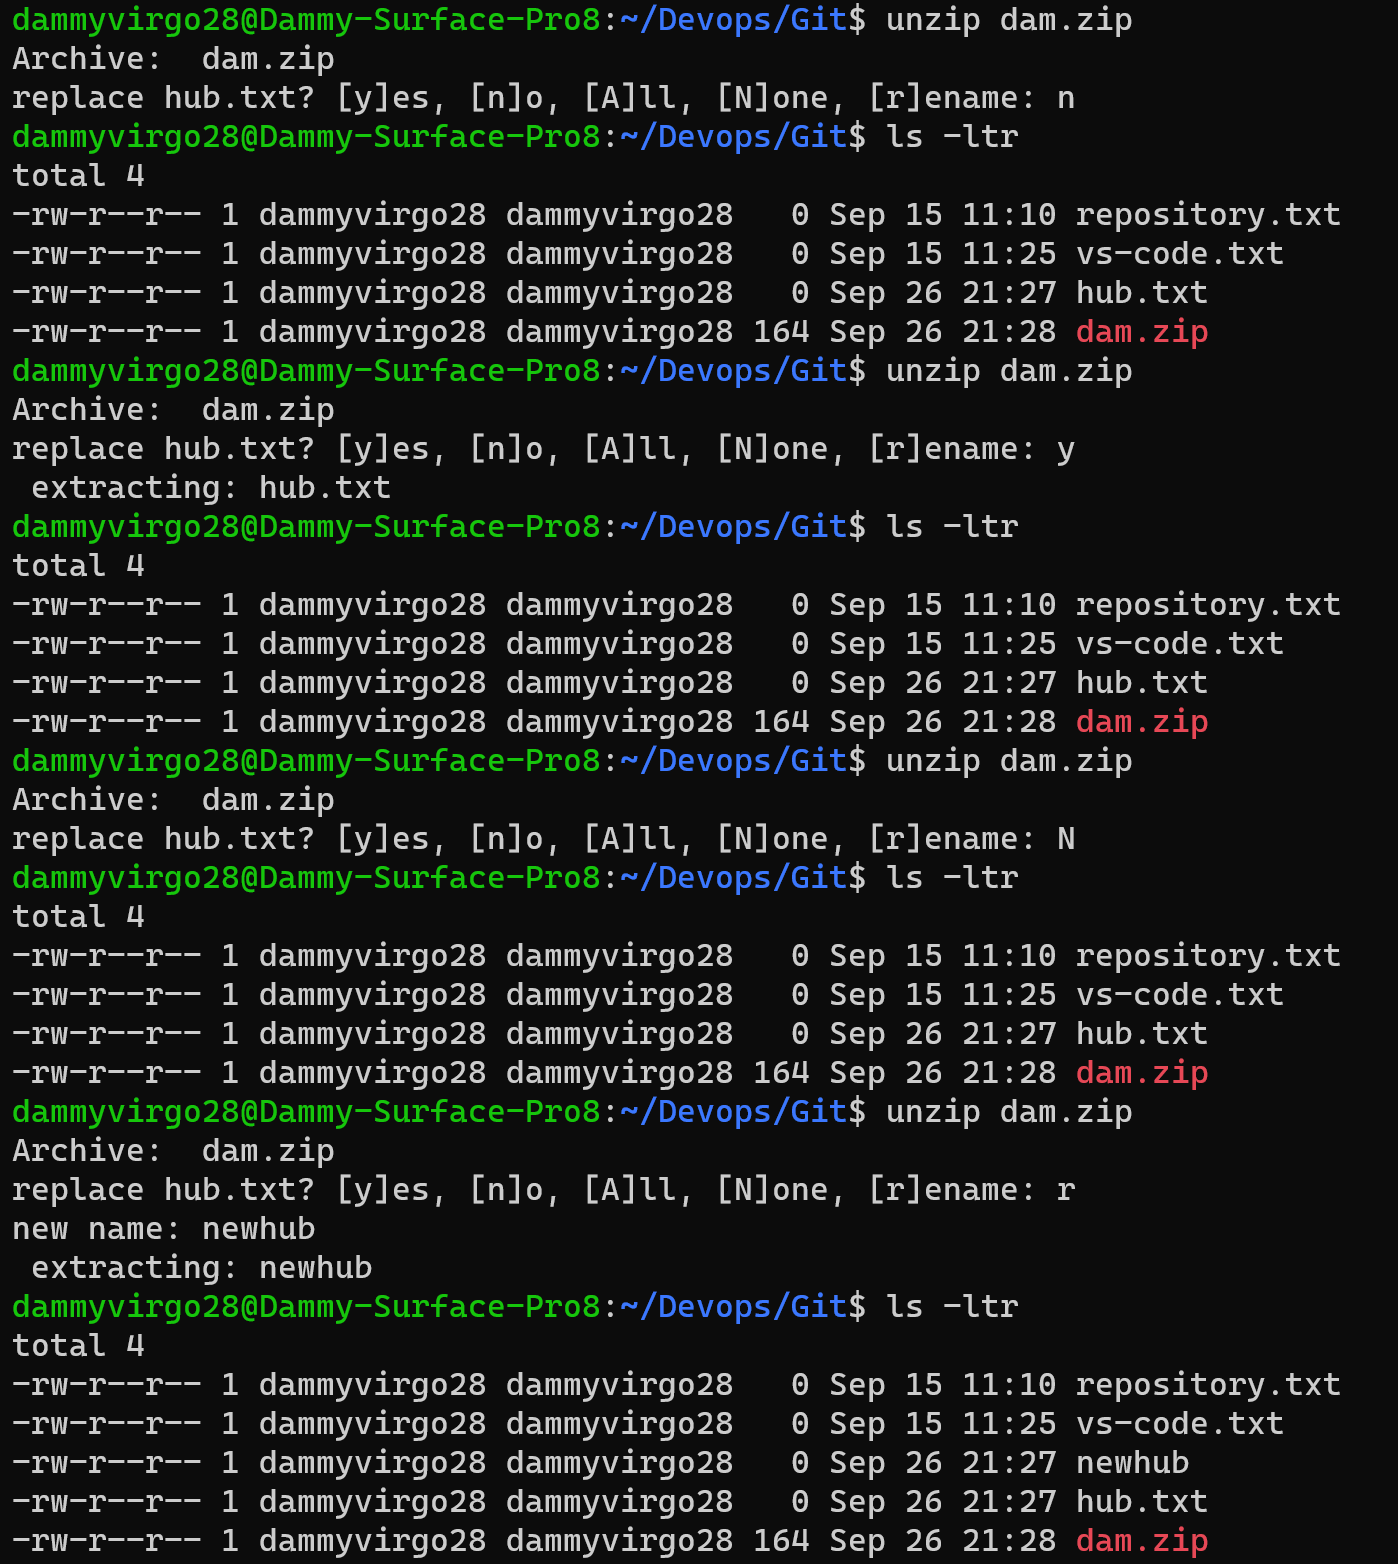 dammyvirgo28@Dammy-Surface-Pro8:~/Devops/Git$ unzip dam.zip
Archive:  dam.zip
replace hub.txt? [y]es, [n]o, [A]ll, [N]one, [r]ename: n
dammyvirgo28@Dammy-Surface-Pro8:~/Devops/Git$ ls -ltr
total 4
-rw-r--r-- 1 dammyvirgo28 dammyvirgo28   0 Sep 15 11:10 repository.txt
-rw-r--r-- 1 dammyvirgo28 dammyvirgo28   0 Sep 15 11:25 vs-code.txt
-rw-r--r-- 1 dammyvirgo28 dammyvirgo28   0 Sep 26 21:27 hub.txt
-rw-r--r-- 1 dammyvirgo28 dammyvirgo28 164 Sep 26 21:28 dam.zip
dammyvirgo28@Dammy-Surface-Pro8:~/Devops/Git$ unzip dam.zip
Archive:  dam.zip
replace hub.txt? [y]es, [n]o, [A]ll, [N]one, [r]ename: y
 extracting: hub.txt
dammyvirgo28@Dammy-Surface-Pro8:~/Devops/Git$ ls -ltr
total 4
-rw-r--r-- 1 dammyvirgo28 dammyvirgo28   0 Sep 15 11:10 repository.txt
-rw-r--r-- 1 dammyvirgo28 dammyvirgo28   0 Sep 15 11:25 vs-code.txt
-rw-r--r-- 1 dammyvirgo28 dammyvirgo28   0 Sep 26 21:27 hub.txt
-rw-r--r-- 1 dammyvirgo28 dammyvirgo28 164 Sep 26 21:28 dam.zip
dammyvirgo28@Dammy-Surface-Pro8:~/Devops/Git$ unzip dam.zip
Archive:  dam.zip
replace hub.txt? [y]es, [n]o, [A]ll, [N]one, [r]ename: N
dammyvirgo28@Dammy-Surface-Pro8:~/Devops/Git$ ls -ltr
total 4
-rw-r--r-- 1 dammyvirgo28 dammyvirgo28   0 Sep 15 11:10 repository.txt
-rw-r--r-- 1 dammyvirgo28 dammyvirgo28   0 Sep 15 11:25 vs-code.txt
-rw-r--r-- 1 dammyvirgo28 dammyvirgo28   0 Sep 26 21:27 hub.txt
-rw-r--r-- 1 dammyvirgo28 dammyvirgo28 164 Sep 26 21:28 dam.zip
dammyvirgo28@Dammy-Surface-Pro8:~/Devops/Git$ unzip dam.zip
Archive:  dam.zip
replace hub.txt? [y]es, [n]o, [A]ll, [N]one, [r]ename: r
new name: newhub
 extracting: newhub
dammyvirgo28@Dammy-Surface-Pro8:~/Devops/Git$ ls -ltr
total 4
-rw-r--r-- 1 dammyvirgo28 dammyvirgo28   0 Sep 15 11:10 repository.txt
-rw-r--r-- 1 dammyvirgo28 dammyvirgo28   0 Sep 15 11:25 vs-code.txt
-rw-r--r-- 1 dammyvirgo28 dammyvirgo28   0 Sep 26 21:27 newhub
-rw-r--r-- 1 dammyvirgo28 dammyvirgo28   0 Sep 26 21:27 hub.txt
-rw-r--r-- 1 dammyvirgo28 dammyvirgo28 164 Sep 26 21:28 dam.zip